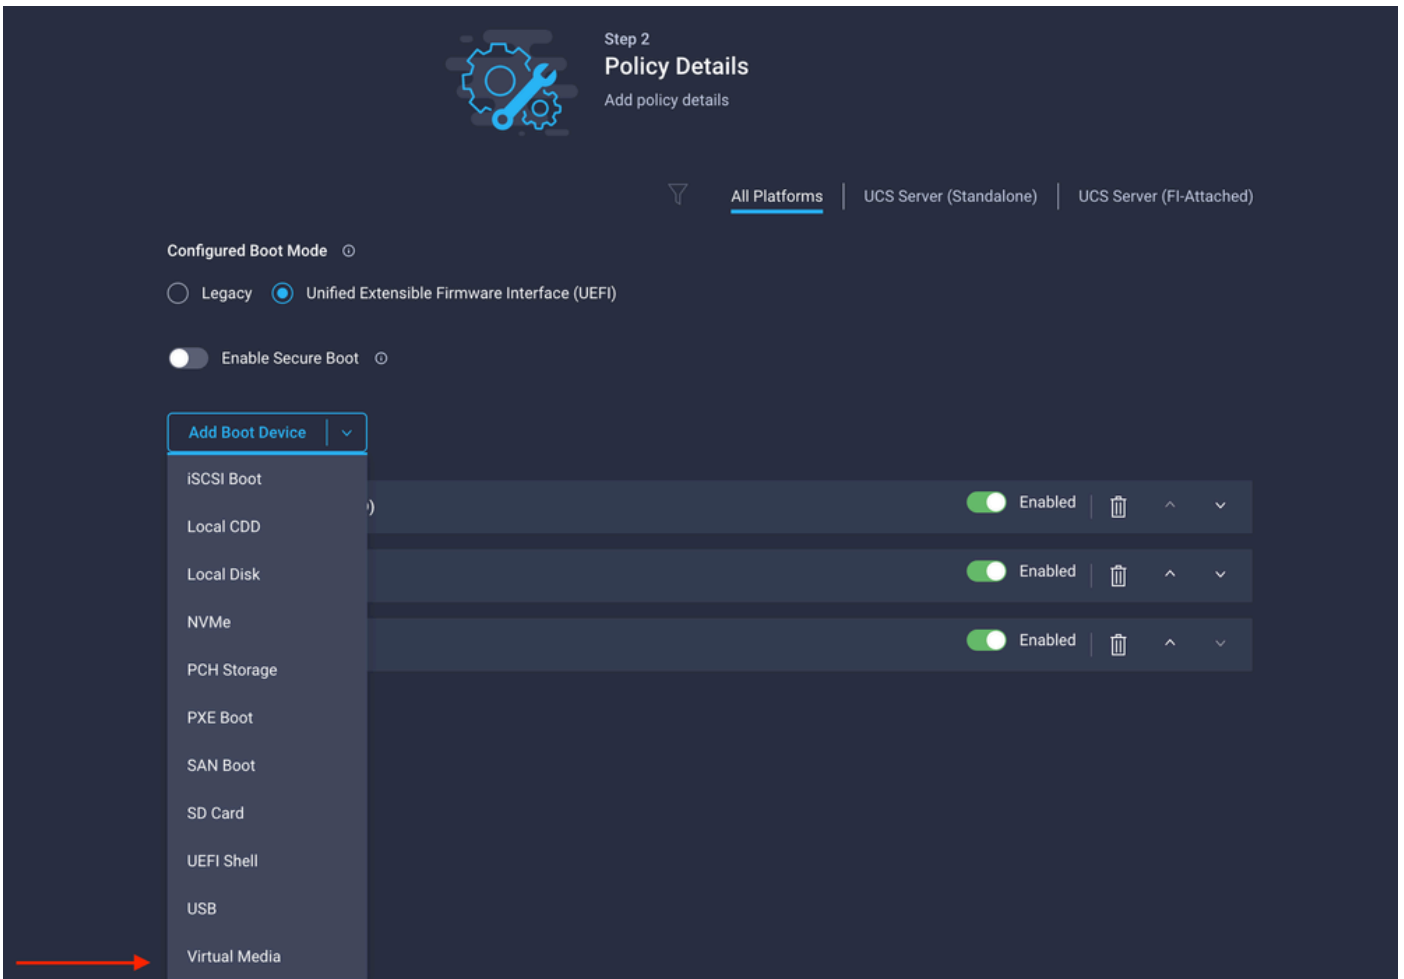 Step 2
Policy Details
Add policy details
All Platforms
UCS Server (Standalone)
UCS Server (FI-Attached)
Configured Boot Mode
Legacy
Unified Extensible Firmware Interface (UEFI)
Enable Secure Boot
Add Boot Device
iSCSI Boot
)
Enabled
Local CDD
Local Disk
Enabled
NVMe
Enabled
PCH Storage
PXE Boot
SAN Boot
SD Card
UEFI Shell
USB
Virtual Media